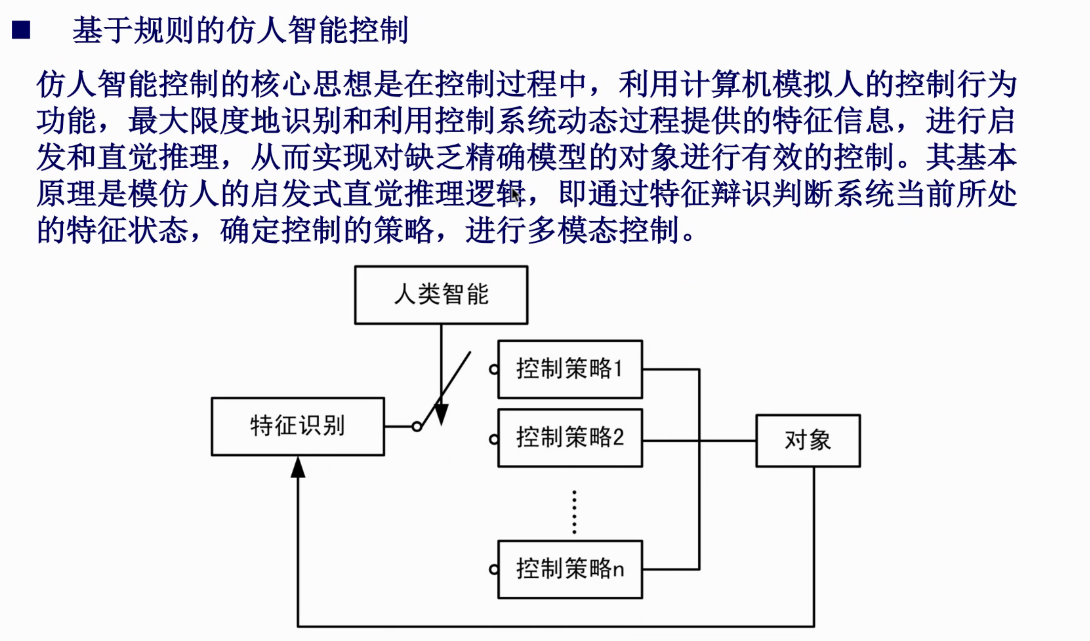 ■ 基于规则的仿人智能控制
仿人智能控制的核心思想是在控制过程中，利用计算机模拟人的控制行为
功能，最大限度地识别和利用控制系统动态过程提供的特征信息，进行启
发和直觉推理，从而实现对缺乏精确模型的对象进行有效的控制。其基本
原理是模仿人的启发式直觉推理逻辑，即通过特征辩识判断系统当前所处
的特征状态，确定控制的策略，进行多模态控制。
人类智能
控制策略1
特征识别
控制策略2
对象
控制策略n